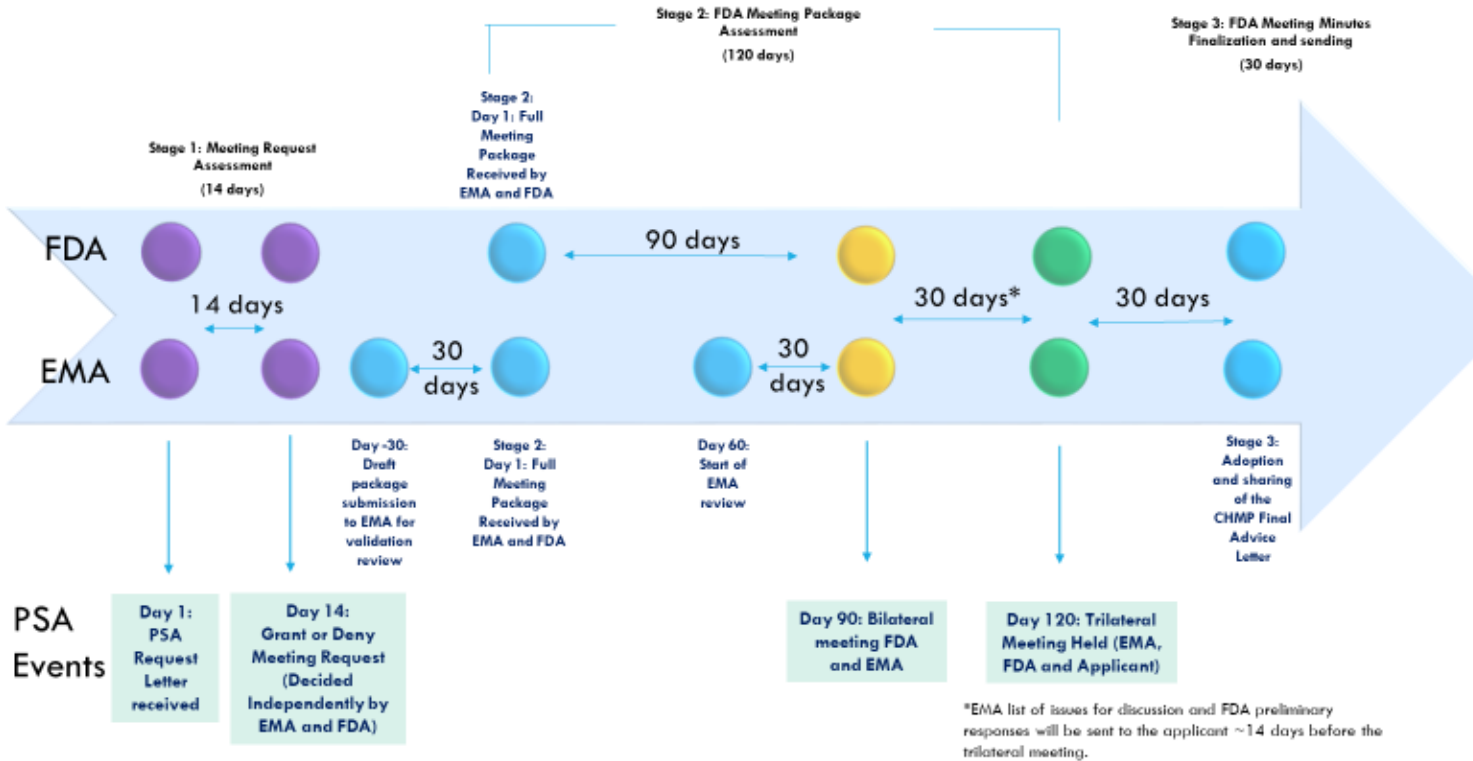 Stage 2: FDA Meeting Package
Assessment
(120 days)
Stage 3: FDA Meeting Minutes
Finalization and sending
(30 days)
Stage 2:
Day 1: Full
Meeting
Package
Received by
EMA and FDA
Stage 1: Meeting Request
Assessment
(14 days)
FDA
90 days
14 days
30 days*
30 days
EMA
30
days
30
days
Day -30:
Draft
package
submission
to EMA for
validation
review
Stage 2:
Day 1: Full
Meeting
Package
Received by
EMA and FDA
Day 60:
Start of
EMA
review
Stage 3:
Adoption
and sharing
of the
CHMP Final
Advice
Letter
PSA
Events
Day 1:
PSA
Request
Letter
received
Day 14:
Grant or Deny
Meeting Request
(Decided
Independently by
EMA and FDA)
Day 90: Bilateral
meeting FDA
and EMA
Day 120: Trilateral
Meeting Held (EMA,
FDA and Applicant)
*EMA list of issues for discussion and FDA preliminary
responses will be sent to the applicant ~14 days before the
trilateral meeting.